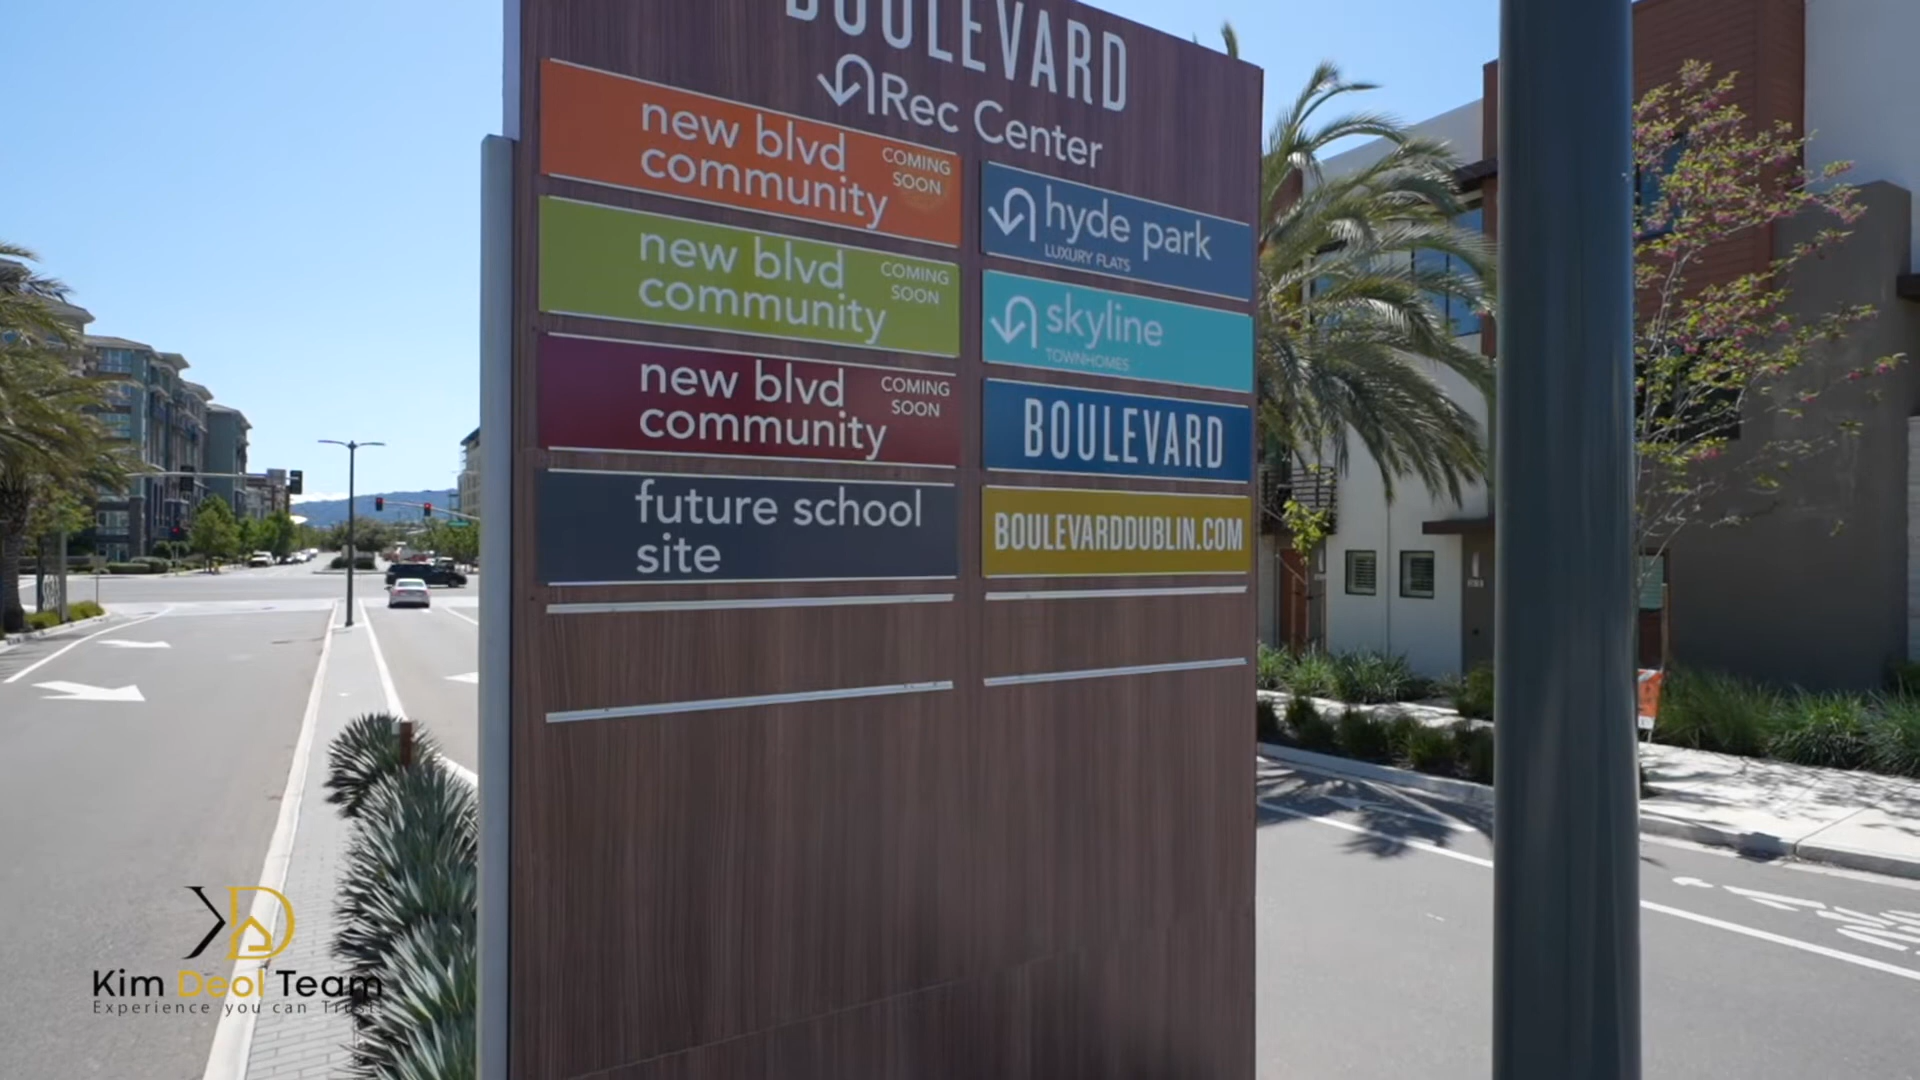 BOULEVARD
Rec Center
new blvd
community
COMING
SOON
new blvd
community
COMING
SOON
new blvd
community
COMING
SOON
future school
site
hyde park
LUXURY FLATS
skyline
TOWNHOMES
BOULEVARD
BOULEVARDDUBLIN.COM
KD
Kim Deol Team
Experience you can Trust!